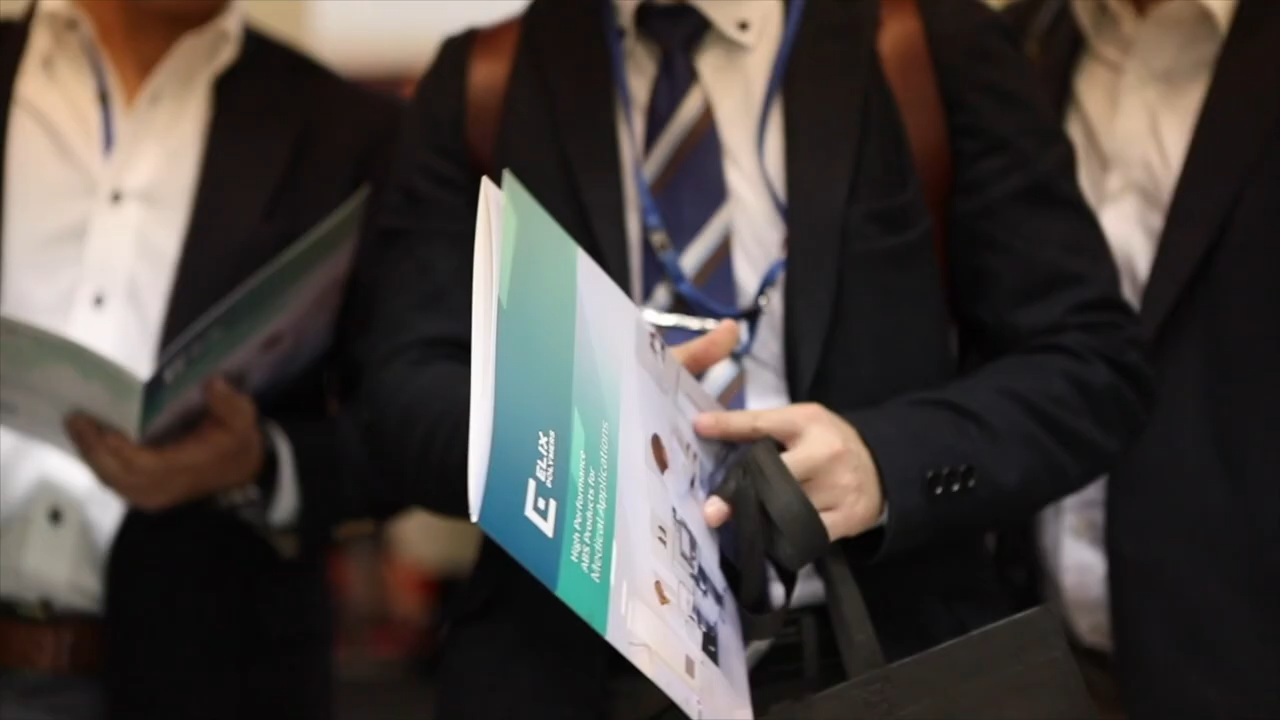 ELIX
POLYMERS
High Performance
ABS Products for
Medical Applications